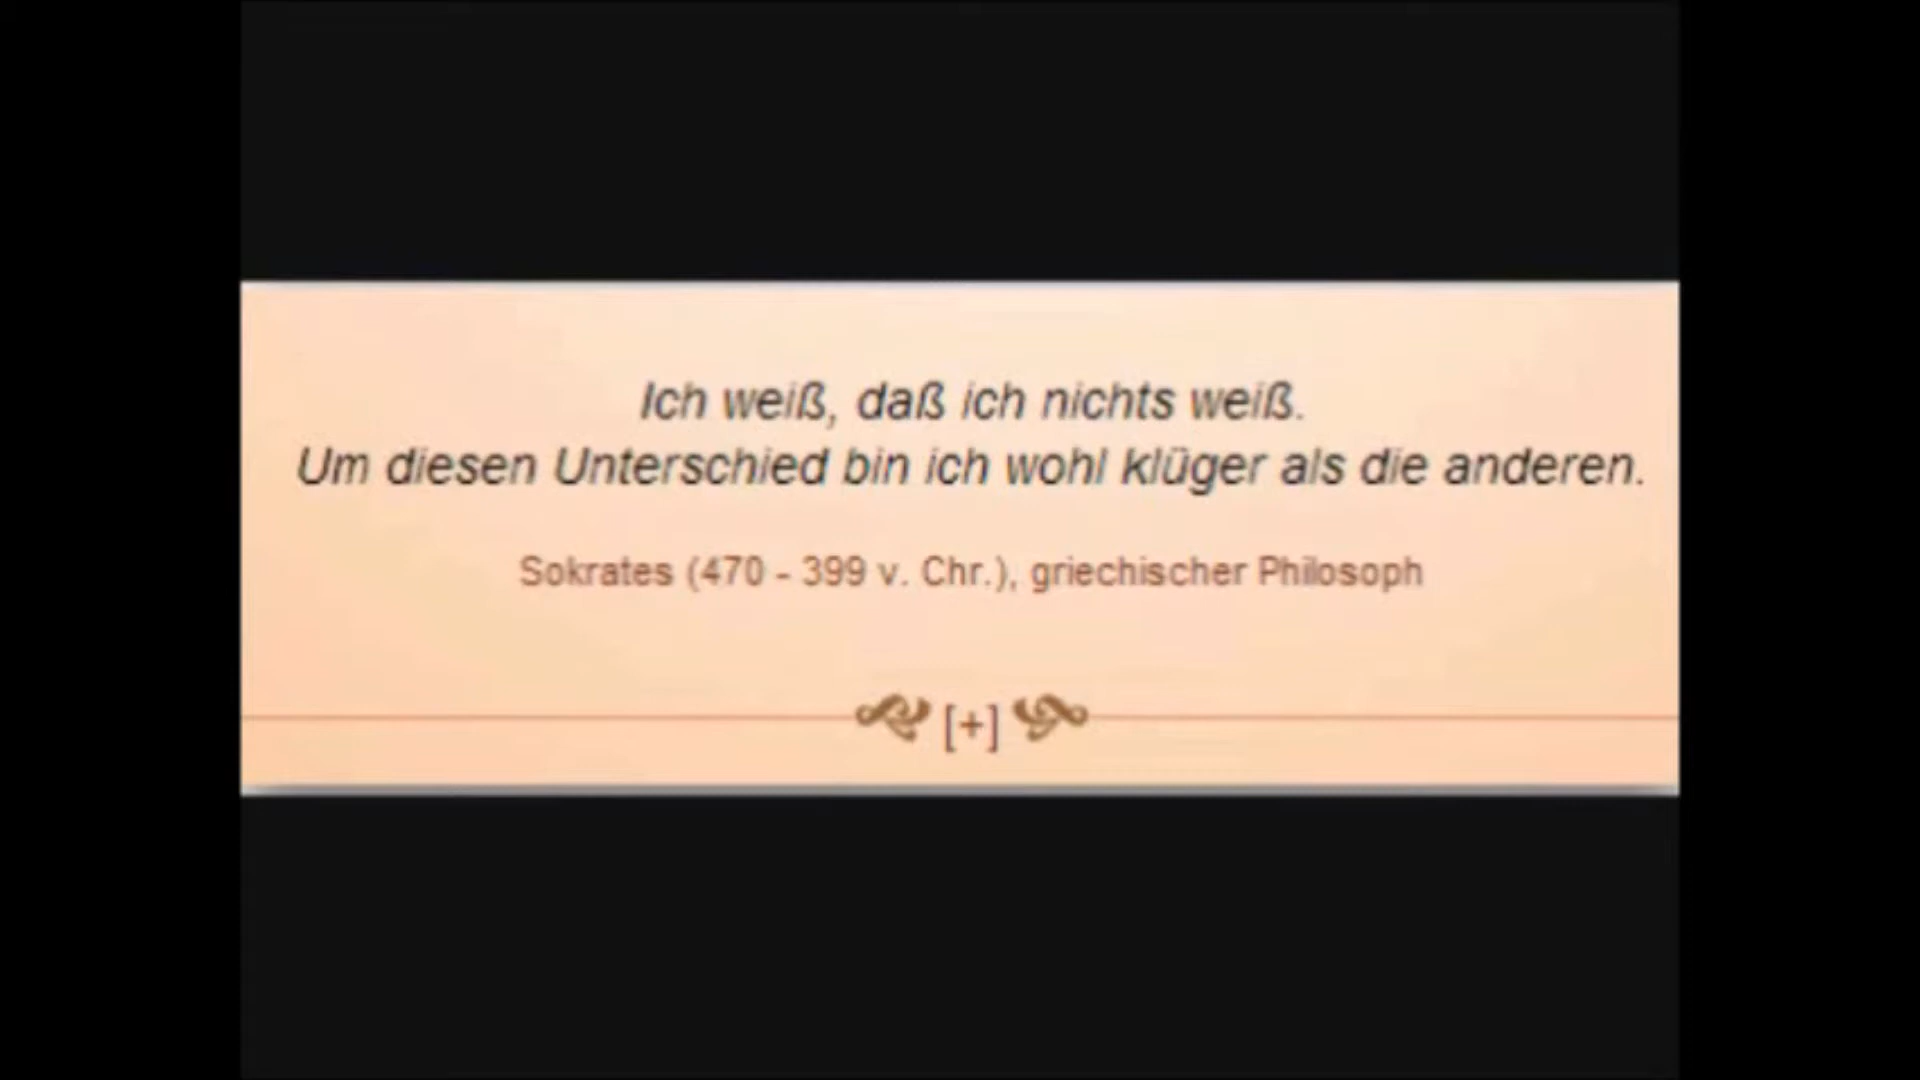 Ich weiß, daß ich nichts weiß.
Um diesen Unterschied bin ich wohl klüger als die anderen.
Sokrates (470 - 399 v. Chr.), griechischer Philosoph
[+]